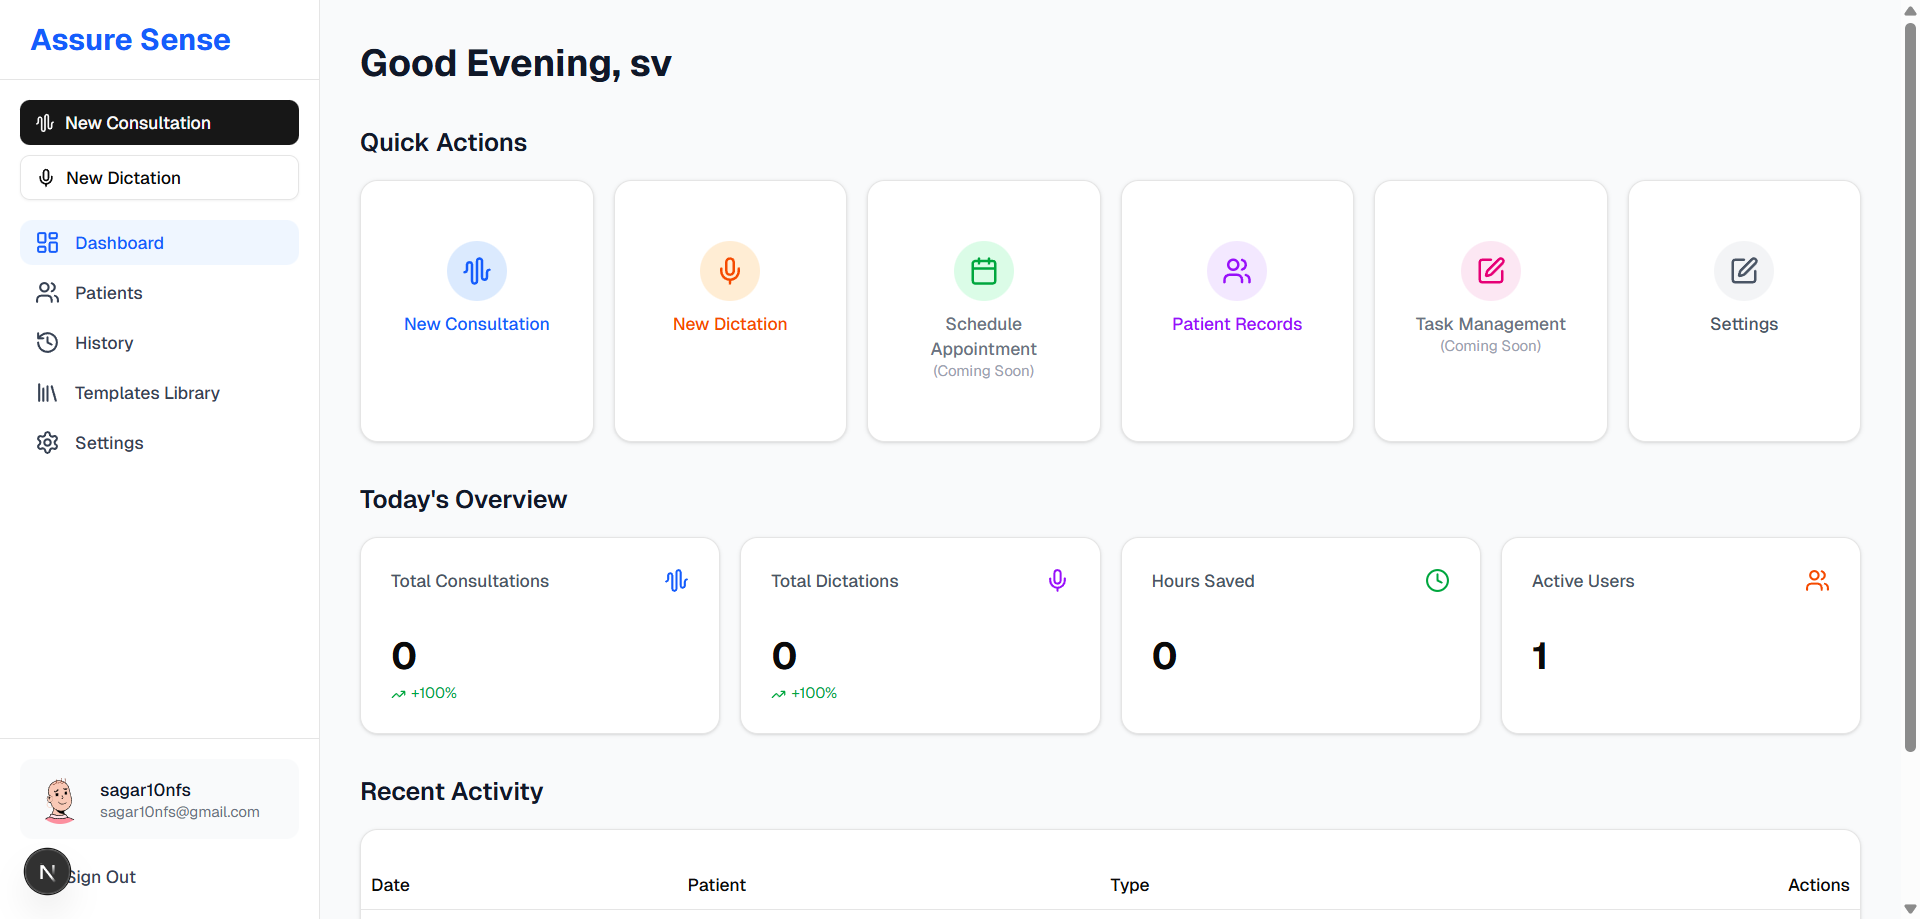 Assure Sense
New Consultation
New Dictation
Dashboard
Patients
History
Templates Library
Settings
sagar10nfs
sagar10nfs@gmail.com
N
Sign Out
Good Evening, sv
Quick Actions
New Consultation
New Dictation
Schedule
Appointment
(Coming Soon)
Patient Records
Task Management
(Coming Soon)
Settings
Today's Overview
Total Consultations
0
+100%
Total Dictations
0
+100%
Hours Saved
0
Active Users
1
Recent Activity
Date Patient Type Actions